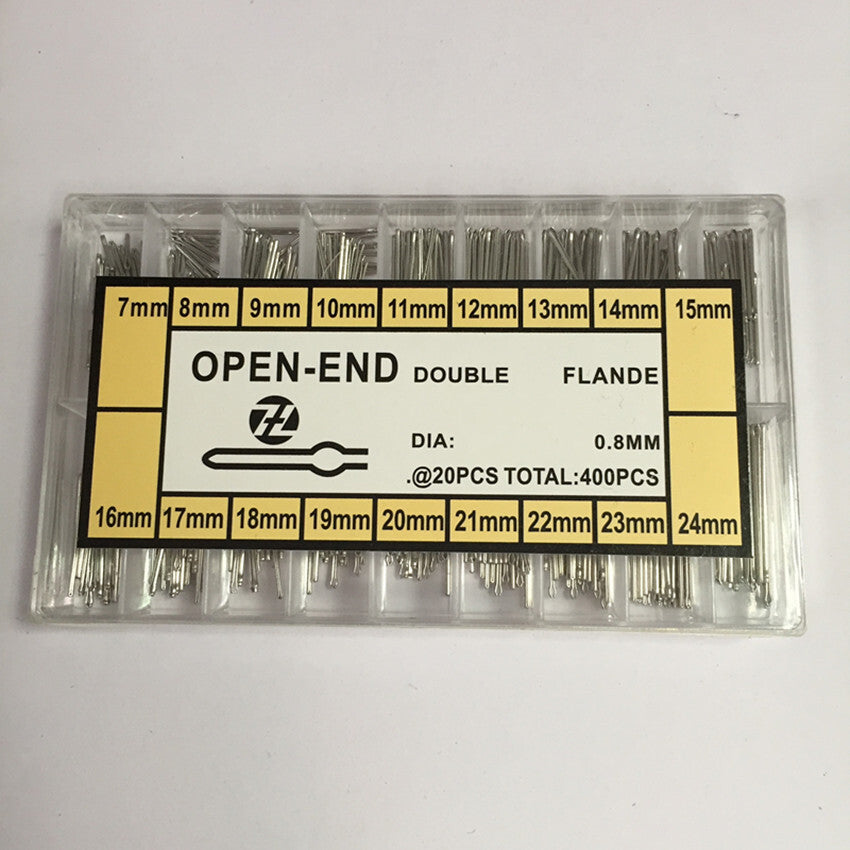 7mm 8mm 9mm 10mm 11mm 12mm 13mm 14mm 15mm
OPEN-END DOUBLE FLANDE
DIA: 0.8MM
.@20PCS TOTAL:400PCS
16mm 17mm 18mm 19mm 20mm 21mm 22mm 23mm 24mm